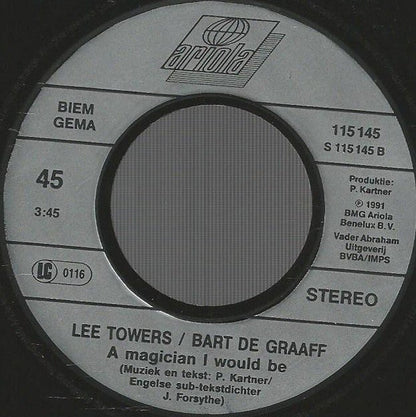 ariola
BIEM
GEMA
115145
S 115 145 B
45
3:45
Produktie:
P. Kartner
Ⓟ 1991
BMG Ariola
Benelux B.V.
Vader Abraham
Uitgeverij
BVBA/IMPS
LC 0116
STEREO
LEE TOWERS / BART DE GRAAFF
A magician I would be
(Muziek en tekst: P. Kartner/
Engelse sub-tekstdichter
J. Forsythe)